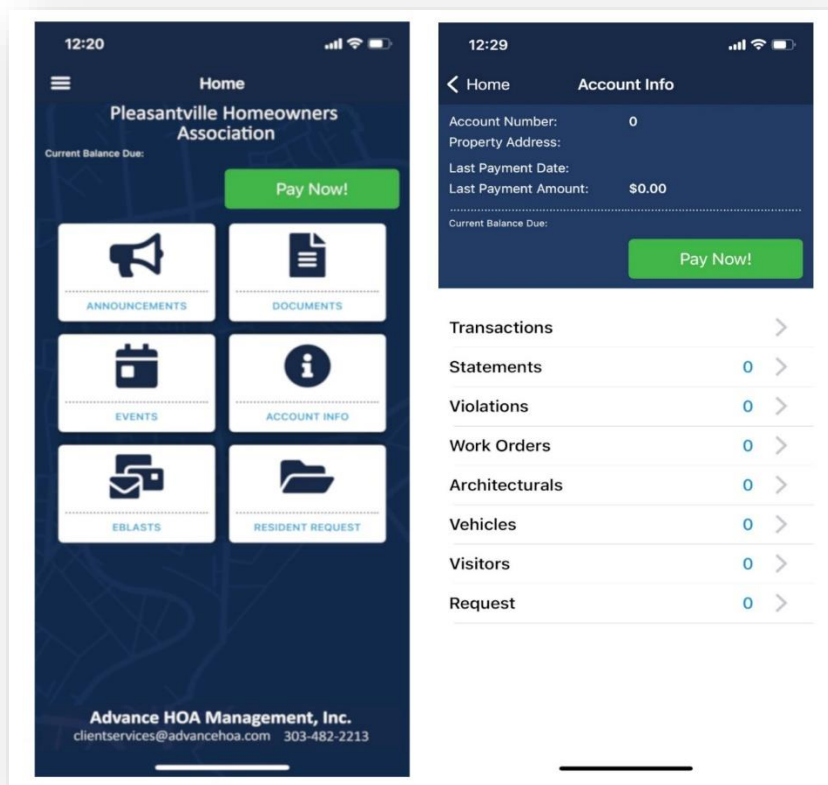 12:20
Home
Pleasantville Homeowners
Association
Current Balance Due:
Pay Now!
ANNOUNCEMENTS
DOCUMENTS
EVENTS
ACCOUNT INFO
EBLASTS
RESIDENT REQUEST
Advance HOA Management, Inc.
clientservices@advancehoa.com 303-482-2213
12:29
Home Account Info
Account Number: 0
Property Address:
Last Payment Date:
Last Payment Amount: $0.00
Current Balance Due:
Pay Now!
Transactions
Statements 0
Violations 0
Work Orders 0
Architecturals 0
Vehicles 0
Visitors 0
Request 0